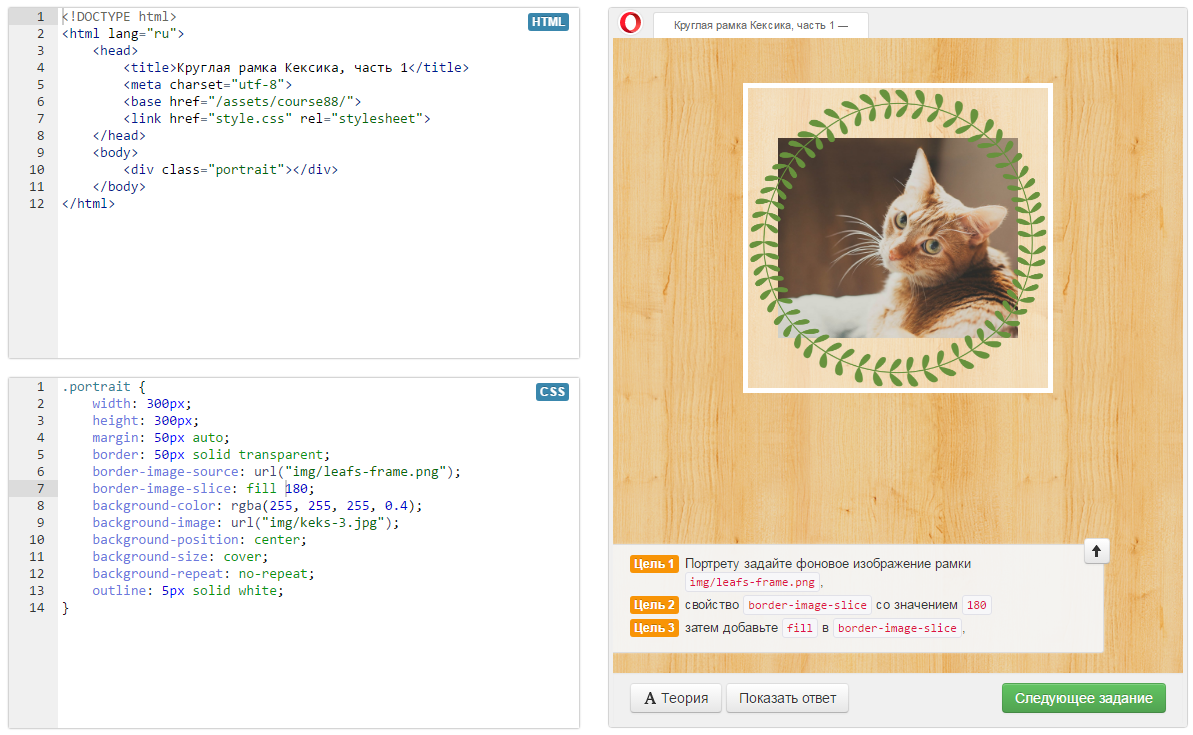 HTML
1 <!DOCTYPE html>
2 <html lang="ru">
3 <head>
4 <title>Круглая рамка Кексика, часть 1</title>
5 <meta charset="utf-8">
6 <base href="/assets/course88/">
7 <link href="style.css" rel="stylesheet">
8 </head>
9 <body>
10 <div class="portrait"></div>
11 </body>
12 </html>
CSS
1 .portrait {
2 width: 300px;
3 height: 300px;
4 margin: 50px auto;
5 border: 50px solid transparent;
6 border-image-source: url("img/leafs-frame.png");
7 border-image-slice: fill 180;
8 background-color: rgba(255, 255, 255, 0.4);
9 background-image: url("img/keks-3.jpg");
10 background-position: center;
11 background-size: cover;
12 background-repeat: no-repeat;
13 outline: 5px solid white;
14 }
Круглая рамка Кексика, часть 1 —
Цель 1 Портрету задайте фоновое изображение рамки
img/leafs-frame.png,
Цель 2 свойство border-image-slice со значением 180
Цель 3 затем добавьте fill в border-image-slice,
A Теория Показать ответ Следующее задание